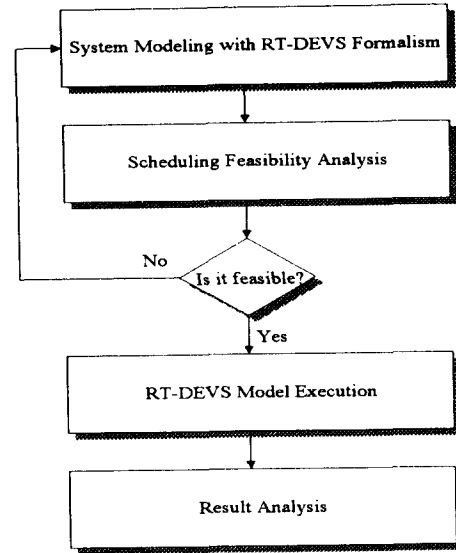 System Modeling with RT-DEVS Formalism
Scheduling Feasibility Analysis
No
Is it feasible?
Yes
RT-DEVS Model Execution
Result Analysis